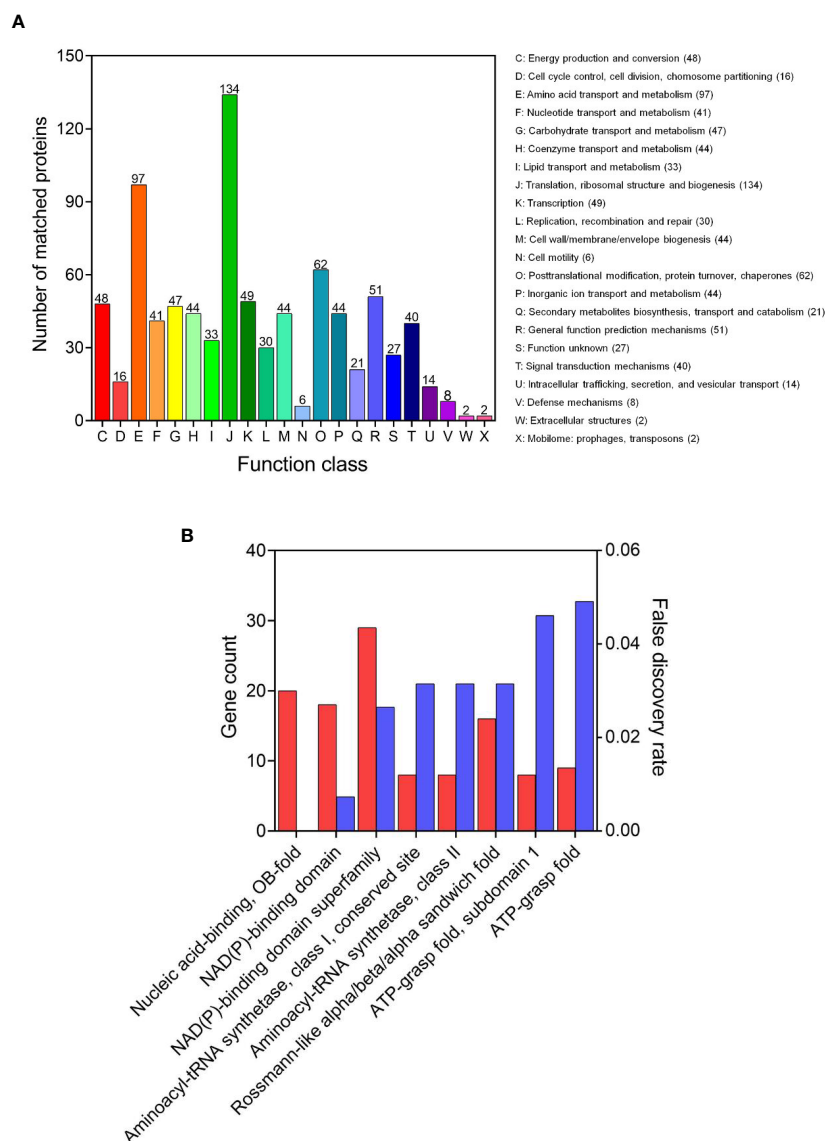 A
Number of matched proteins
150
120
90
60
30
0
48
16
97
41
47
44
33
134
49
30
44
6
62
44
21
51
27
40
14
8
2
2
C D E F G H I J K L M N O P Q R S T U V W X
Function class
C: Energy production and conversion (48)
D: Cell cycle control, cell division, chomosome partitioning (16)
E: Amino acid transport and metabolism (97)
F: Nucleotide transport and metabolism (41)
G: Carbohydrate transport and metabolism (47)
H: Coenzyme transport and metabolism (44)
I: Lipid transport and metabolism (33)
J: Translation, ribosomal structure and biogenesis (134)
K: Transcription (49)
L: Replication, recombination and repair (30)
M: Cell wall/membrane/envelope biogenesis (44)
N: Cell motility (6)
O: Posttranslational modification, protein turnover, chaperones (62)
P: Inorganic ion transport and metabolism (44)
Q: Secondary metabolites biosynthesis, transport and catabolism (21)
R: General function prediction mechanisms (51)
S: Function unknown (27)
T: Signal transduction mechanisms (40)
U: Intracellular trafficking, secretion, and vesicular transport (14)
V: Defense mechanisms (8)
W: Extracellular structures (2)
X: Mobilome: prophages, transposons (2)
B
Gene count
40
30
20
10
0
False discovery rate
0.06
0.04
0.02
0.00
Nucleic acid-binding, OB-fold
NAD(P)-binding domain
NAD(P)-binding domain superfamily
Aminoacyl-tRNA synthetase, class I, conserved site
Aminoacyl-tRNA synthetase, class II
Rossmann-like alpha/beta/alpha sandwich fold
ATP-grasp fold, subdomain 1
ATP-grasp fold